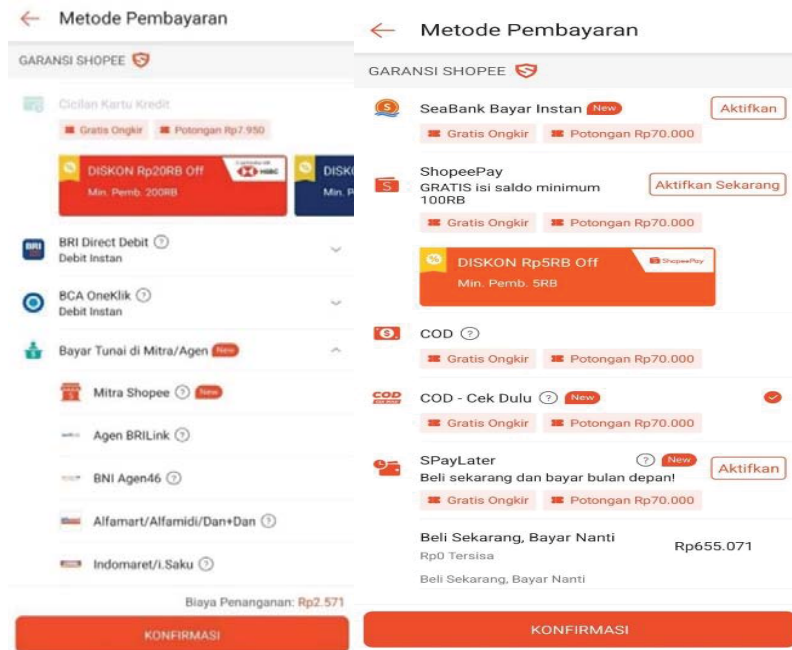 Metode Pembayaran
GARANSI SHOPEE
Cicilan Kartu Kredit
Gratis Ongkir Potongan Rp7.950
DISKON Rp20RB Off
HSBC
Min. Pemb. 200RB
DISK
Min. P
BRI Direct Debit
Debit Instan
BCA OneKlik
Debit Instan
Bayar Tunai di Mitra/Agen New
Mitra Shopee New
Agen BRILink
BNI Agen46
Alfamart/Alfamidi/Dan+Dan
Indomaret/i.Saku
Biaya Penanganan: Rp2.571
KONFIRMASI
Metode Pembayaran
GARANSI SHOPEE
SeaBank Bayar Instan New Aktifkan
Gratis Ongkir Potongan Rp70.000
ShopeePay
GRATIS isi saldo minimum
100RB
Aktifkan Sekarang
Gratis Ongkir Potongan Rp70.000
DISKON Rp5RB Off
ShopeePay
Min. Pemb. 5RB
COD
Gratis Ongkir Potongan Rp70.000
COD - Cek Dulu New
Gratis Ongkir Potongan Rp70.000
SPayLater New
Beli sekarang dan bayar bulan depan!
Aktifkan
Gratis Ongkir Potongan Rp70.000
Beli Sekarang, Bayar Nanti
Rp0 Tersisa
Rp655.071
Beli Sekarang, Bayar Nanti
KONFIRMASI